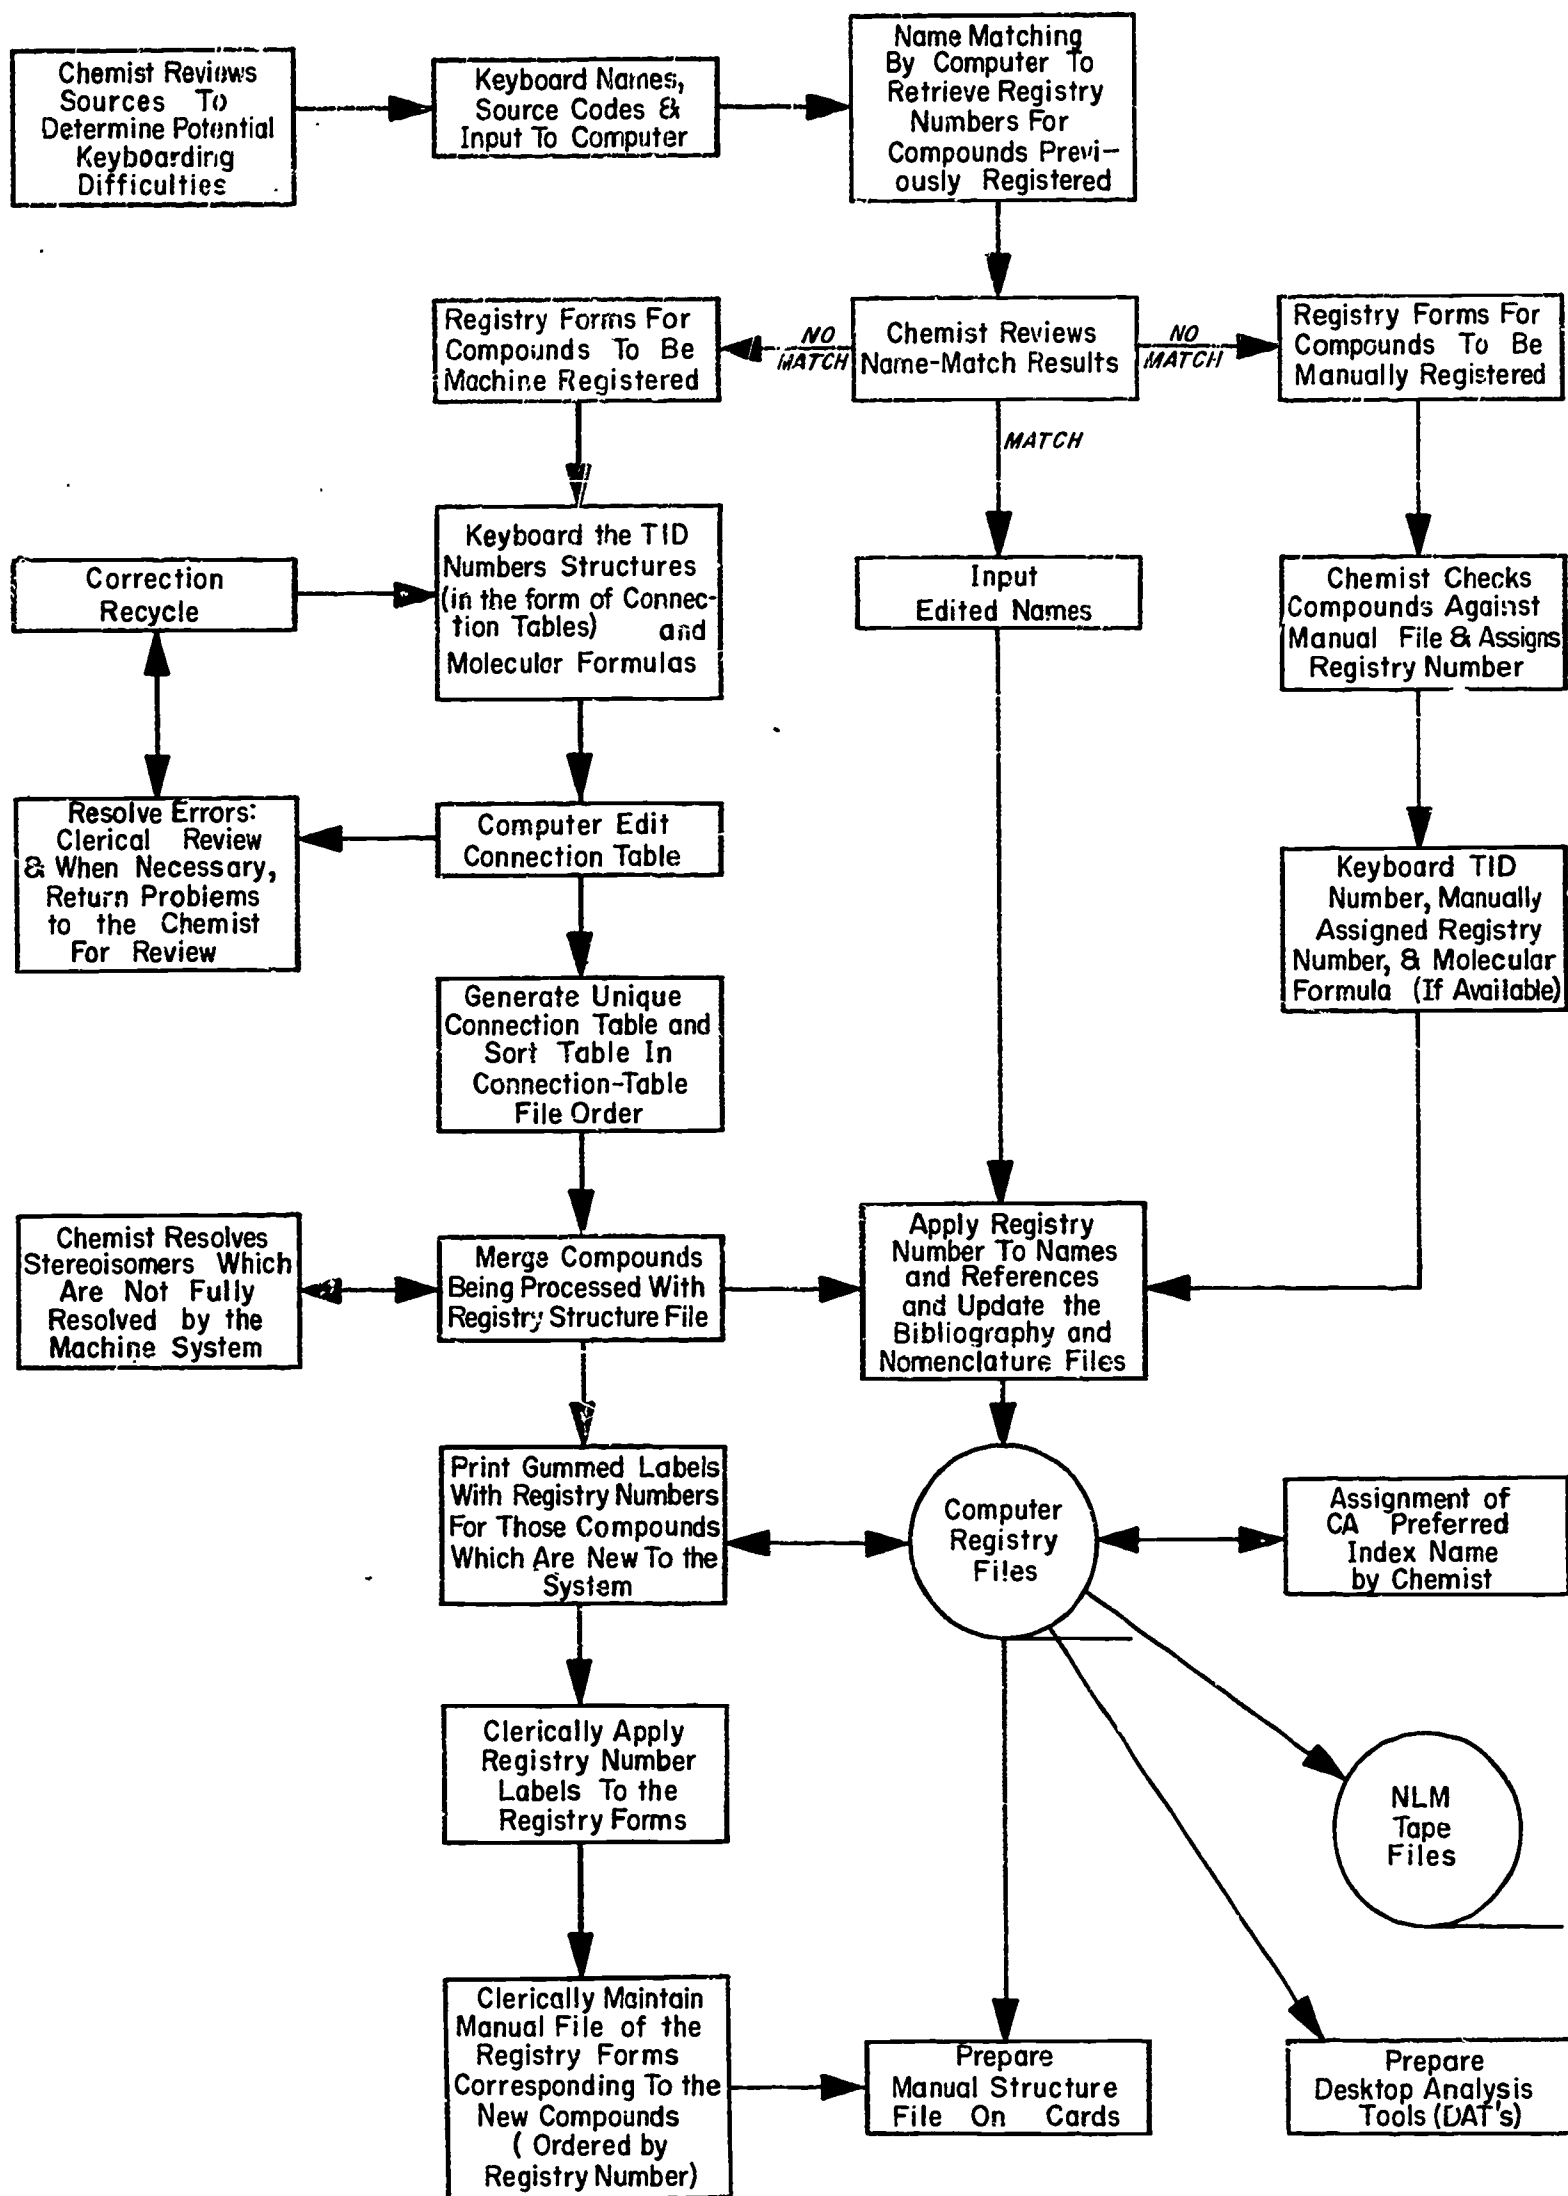 Chemist Reviews
Sources To
Determine Potential
Keyboarding
Difficulties
Keyboard Names,
Source Codes &
Input To Computer
Name Matching
By Computer To
Retrieve Registry
Numbers For
Compounds Previ-
ously Registered
Registry Forms For
Compounds To Be
Machine Registered
NO
MATCH
Chemist Reviews
Name-Match Results
NO
MATCH
Registry Forms For
Compounds To Be
Manually Registered
MATCH
Correction
Recycle
Keyboard the TID
Numbers Structures
(in the form of Connec-
tion Tables) and
Molecular Formulas
Input
Edited Names
Chemist Checks
Compounds Against
Manual File & Assigns
Registry Number
Resolve Errors:
Clerical Review
& When Necessary,
Return Problems
to the Chemist
For Review
Computer Edit
Connection Table
Keyboard TID
Number, Manually
Assigned Registry
Number, & Molecular
Formula (If Available)
Generate Unique
Connection Table and
Sort Table In
Connection-Table
File Order
Chemist Resolves
Stereoisomers Which
Are Not Fully
Resolved by the
Machine System
Merge Compounds
Being Processed With
Registry Structure File
Apply Registry
Number To Names
and References
and Update the
Bibliography and
Nomenclature Files
Print Gummed Labels
With Registry Numbers
For Those Compounds
Which Are New To the
System
Computer
Registry
Files
Assignment of
CA Preferred
Index Name
by Chemist
Clerically Apply
Registry Number
Labels To the
Registry Forms
NLM
Tape
Files
Clerically Maintain
Manual File of the
Registry Forms
Corresponding To the
New Compounds
( Ordered by
Registry Number)
Prepare
Manual Structure
File On Cards
Prepare
Desktop Analysis
Tools (DAT's)